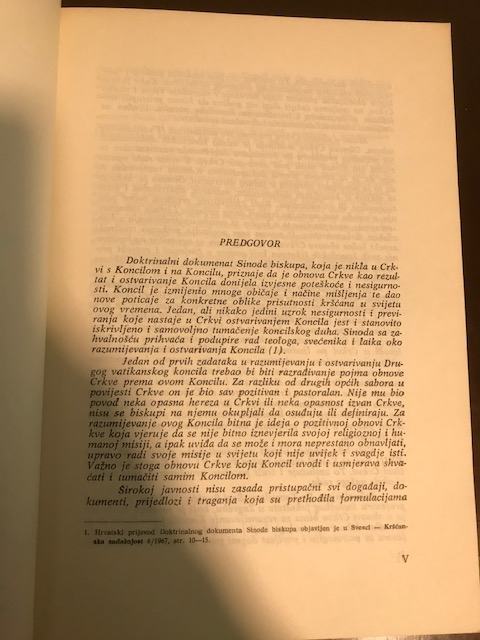 PREDGOVOR
Doktrinalni dokumenat Sinode biskupa, koja je nikla u Crk-
vi s Koncilom i na Koncilu, priznaje da je obnova Crkve kao rezul-
tat i ostvarivanje Koncila donijela izvjesne poteškoće i nesigurno-
sti. Koncil je izmijenio mnoge običaje i načine mišljenja te dao
nove poticaje za konkretne oblike prisutnosti kršćana u svijetu
ovog vremena. Jedan, ali nikako jedini uzrok nesigurnosti i previ-
ranja koje nastaje u Crkvi ostvarivanjem Koncila jest i stanovito
iskrivljeno i samovoljno tumačenje koncilskog duha. Sinoda sa za-
hvalnošću prihvaća i podupire rad teologa, svećenika i laika oko
razumijevanja i ostvarivanja Koncila (1).
Jedan od prvih zadataka u razumijevanju i ostvarivanju Dru-
gog vatikanskog koncila trebao bi biti razrađivanje pojma obnove
Crkve prema ovom Koncilu. Za razliku od drugih općih sabora u
povijesti Crkve on je bio sav pozitivan i pastoralan. Nije mu bio
povod neka opasna hereza u Crkvi ili neka opasnost izvan Crkve,
nisu se biskupi na njemu okupljali da osuđuju ili definiraju. Za
razumijevanje ovog Koncila bitna je ideja o pozitivnoj obnovi Crk-
ve koja vjeruje da se nije bitno iznevjerila svojoj religioznoj i hu-
manoj misiji, a ipak uviđa da se može i mora neprestano obnavljati,
upravo radi svoje misije u svijetu koji nije uvijek i svagdje isti.
Važno je stoga obnovu Crkve koju Koncil uvodi i usmjerava shva-
ćati i tumačiti samim Koncilom.
Širokoj javnosti nisu zasada pristupačni svi događaji, do-
kumenti, prijedlozi i traganja koja su prethodila formulacijama
1. Hrvatski prijevod Doktrinalnog dokumenta Sinode biskupa objavljen je u Svesci — Kršćan-
ska sadašnjost 6/1967, str. 10—15.
V